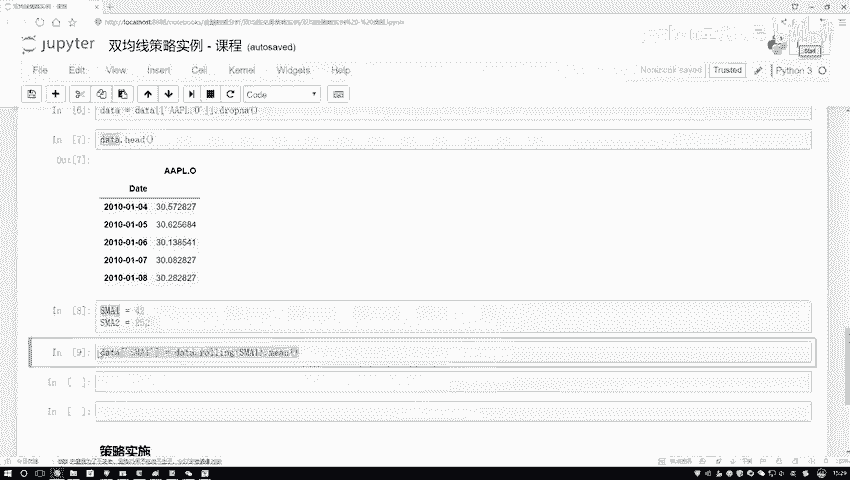 jupyter 双均线策略实例 - 课程 (autosaved)
File Edit View Insert Cell Kernel Widgets Help
Notebook saved Trusted Python 3
Code
In [6]: data = data[['AAPL.O']].dropna()
In [7]: data.head()
Out[7]:
AAPL.O
Date
2010-01-04 30.572827
2010-01-05 30.625684
2010-01-06 30.138541
2010-01-07 30.082827
2010-01-08 30.282827
In [8]: SMA1 = 42
SMA2 = 252
In [9]: data['SMA1'] = data.rolling(SMA1).mean()
In [ ]:
In [ ]:
策略实施
15:29